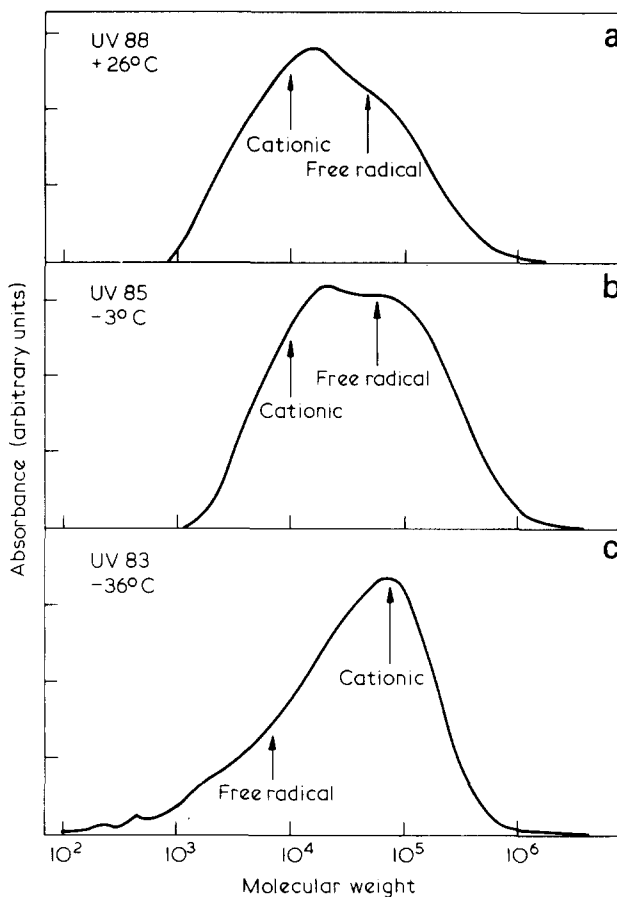 a
UV 88
+26°C
Cationic
Free radical
b
UV 85
−3°C
Free radical
Cationic
c
UV 83
−36°C
Cationic
Free radical
Absorbance (arbitrary units)
10² 10³ 10⁴ 10⁵ 10⁶
Molecular weight